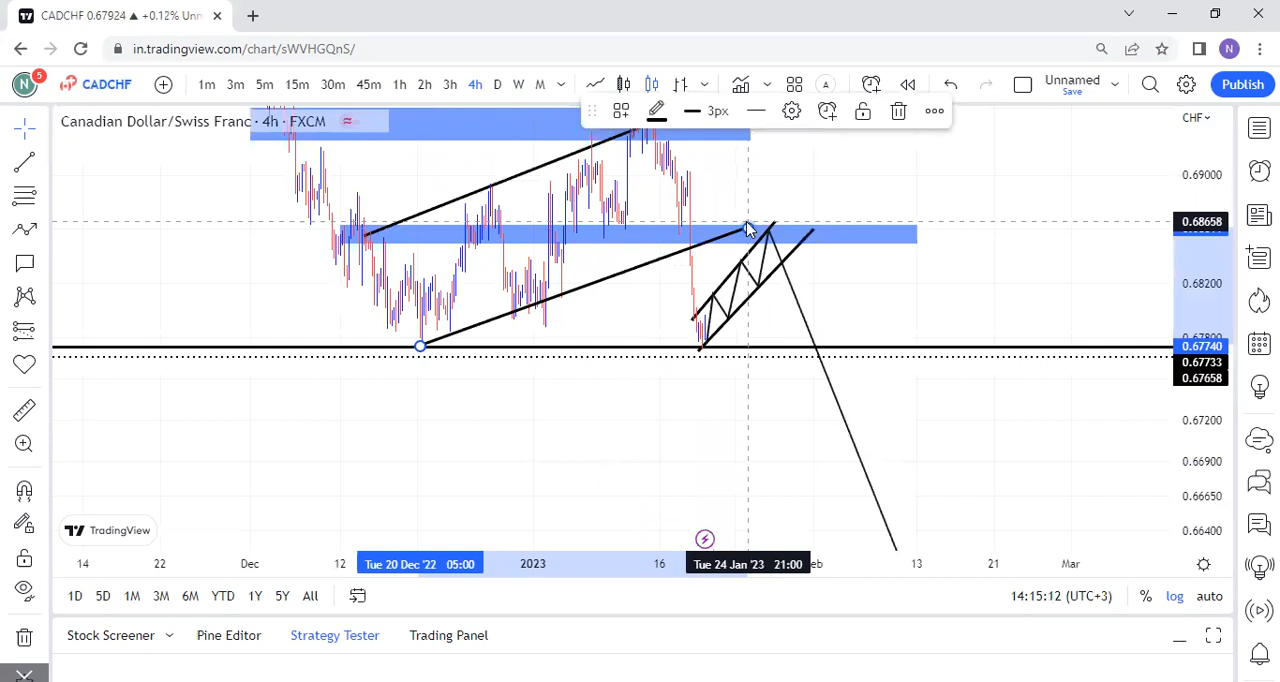 CADCHF 0.67924 ▲ +0.12% Unn
in.tradingview.com/chart/sWVHGQnS/
N
N 5 CADCHF 1m 3m 5m 15m 30m 45m 1h 2h 3h 4h D W M A Unnamed Save Publish
3px
Canadian Dollar/Swiss Franc · 4h · FXCM
CHF
0.69000
0.68658
0.68200
0.67740
0.67733
0.67658
0.67200
0.66900
0.66650
0.66400
TradingView
14 22 Dec 12 Tue 20 Dec '22 05:00 2023 16 Tue 24 Jan '23 21:00 eb 13 21 Mar
1D 5D 1M 3M 6M YTD 1Y 5Y All 14:15:12 (UTC+3) % log auto
Stock Screener Pine Editor Strategy Tester Trading Panel